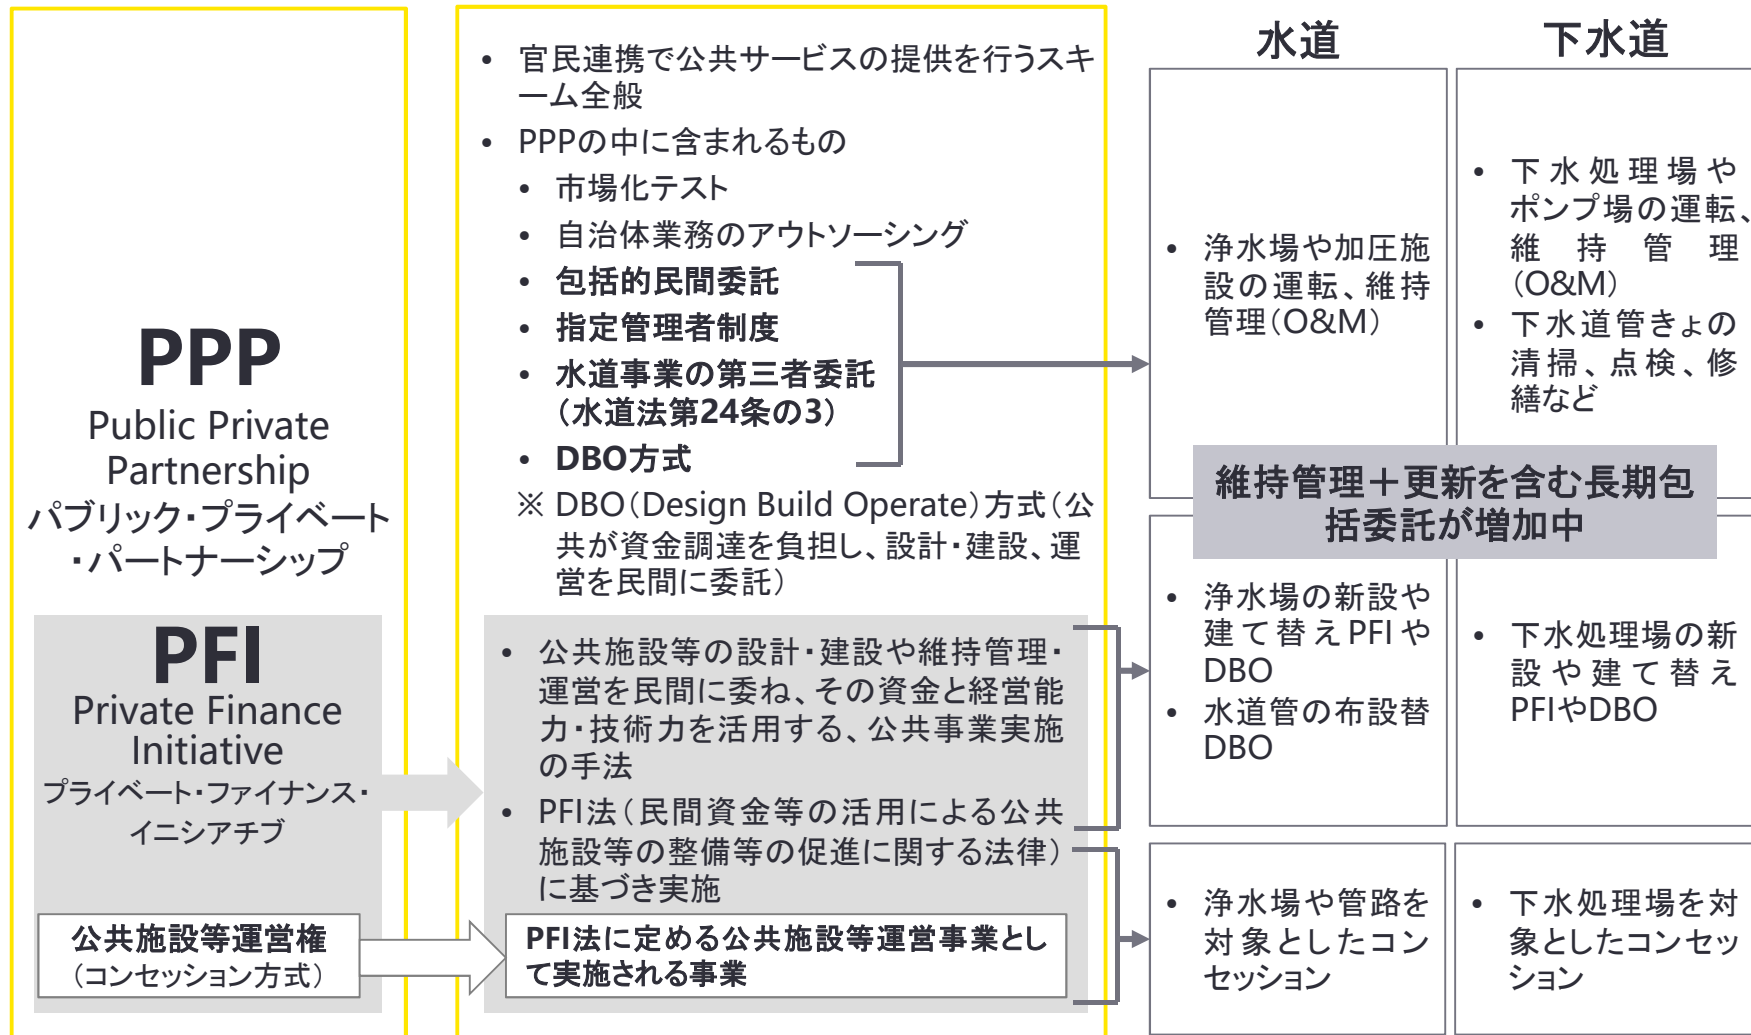 PPP
Public Private
Partnership
パブリック・プライベート
・パートナーシップ
PFI
Private Finance
Initiative
プライベート・ファイナンス・
イニシアチブ
公共施設等運営権
（コンセッション方式）
• 官民連携で公共サービスの提供を行うスキ
ーム全般
• PPPの中に含まれるもの
• 市場化テスト
• 自治体業務のアウトソーシング
• 包括的民間委託
• 指定管理者制度
• 水道事業の第三者委託
（水道法第24条の3）
• DBO方式
※ DBO（Design Build Operate）方式（公
共が資金調達を負担し、設計・建設、運
営を民間に委託）
• 公共施設等の設計・建設や維持管理・
運営を民間に委ね、その資金と経営能
力・技術力を活用する、公共事業実施
の手法
• PFI法（民間資金等の活用による公共
施設等の整備等の促進に関する法律）
に基づき実施
PFI法に定める公共施設等運営事業とし
て実施される事業
水道
• 浄水場や加圧施
設の運転、維持
管理（O&M）
下水道
• 下水処理場や
ポンプ場の運転、
維持管理
（O&M）
• 下水道管きょの
清掃、点検、修
繕など
維持管理＋更新を含む長期包
括委託が増加中
• 浄水場の新設や
建て替えPFIや
DBO
• 水道管の布設替
DBO
• 下水処理場の新
設や建て替え
PFIやDBO
• 浄水場や管路を
対象としたコン
セッション
• 下水処理場を対
象としたコンセッ
ション